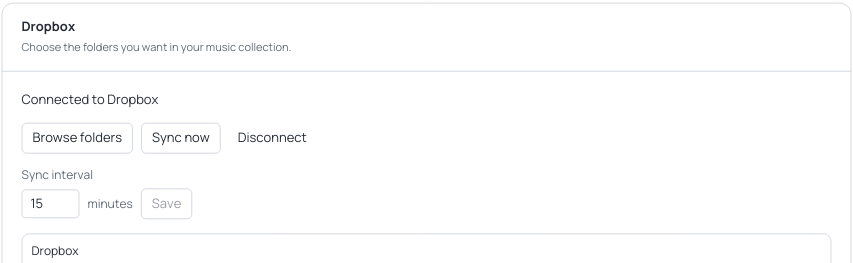 Dropbox
Choose the folders you want in your music collection.
Connected to Dropbox
Browse folders Sync now Disconnect
Sync interval
15 minutes Save
Dropbox